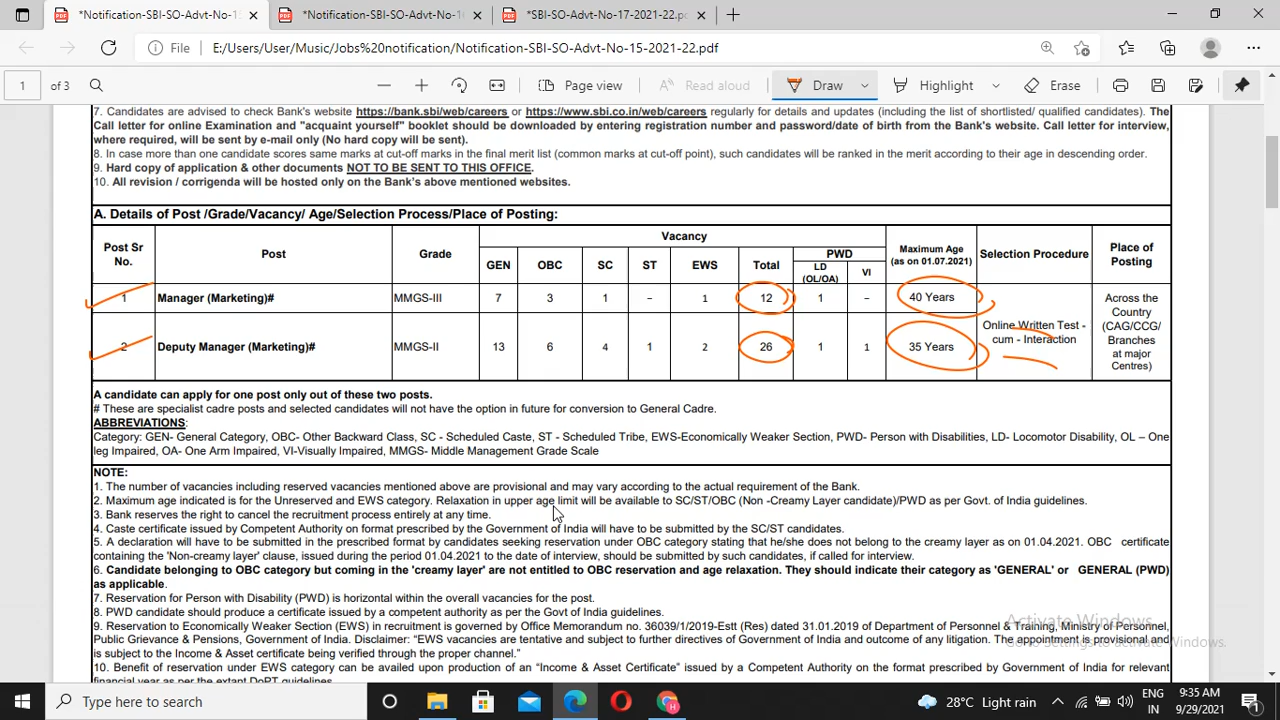 *Notification-SBI-SO-Advt-No-1
*Notification-SBI-SO-Advt-No-1
*SBI-SO-Advt-No-17-2021-22.pd
File E:/Users/User/Music/Jobs%20notification/Notification-SBI-SO-Advt-No-15-2021-22.pdf
1 of 3
Page view
Read aloud
Draw
Highlight
Erase
7. Candidates are advised to check Bank's website https://bank.sbi/web/careers or https://www.sbi.co.in/web/careers regularly for details and updates (including the list of shortlisted/ qualified candidates). The
Call letter for online Examination and "acquaint yourself" booklet should be downloaded by entering registration number and password/date of birth from the Bank's website. Call letter for interview,
where required, will be sent by e-mail only (No hard copy will be sent).
8. In case more than one candidate scores same marks at cut-off marks in the final merit list (common marks at cut-off point), such candidates will be ranked in the merit according to their age in descending order.
9. Hard copy of application & other documents NOT TO BE SENT TO THIS OFFICE.
10. All revision / corrigenda will be hosted only on the Bank's above mentioned websites.
A. Details of Post /Grade/Vacancy/ Age/Selection Process/Place of Posting:
Post Sr No. Post Grade Vacancy PWD Maximum Age (as on 01.07.2021) Selection Procedure Place of Posting
GEN OBC SC ST EWS Total LD (OL/OA) VI
1 Manager (Marketing)# MMGS-III 7 3 1 – 1 12 1 – 40 Years
2 Deputy Manager (Marketing)# MMGS-II 13 6 4 1 2 26 1 1 35 Years
Online Written Test -
cum - Interaction
Across the
Country
(CAG/CCG/
Branches
at major
Centres)
A candidate can apply for one post only out of these two posts.
# These are specialist cadre posts and selected candidates will not have the option in future for conversion to General Cadre.
ABBREVIATIONS:
Category: GEN- General Category, OBC- Other Backward Class, SC - Scheduled Caste, ST - Scheduled Tribe, EWS-Economically Weaker Section, PWD- Person with Disabilities, LD- Locomotor Disability, OL – One
leg Impaired, OA- One Arm Impaired, VI-Visually Impaired, MMGS- Middle Management Grade Scale
NOTE:
1. The number of vacancies including reserved vacancies mentioned above are provisional and may vary according to the actual requirement of the Bank.
2. Maximum age indicated is for the Unreserved and EWS category. Relaxation in upper age limit will be available to SC/ST/OBC (Non -Creamy Layer candidate)/PWD as per Govt. of India guidelines.
3. Bank reserves the right to cancel the recruitment process entirely at any time.
4. Caste certificate issued by Competent Authority on format prescribed by the Government of India will have to be submitted by the SC/ST candidates.
5. A declaration will have to be submitted in the prescribed format by candidates seeking reservation under OBC category stating that he/she does not belong to the creamy layer as on 01.04.2021. OBC certificate
containing the 'Non-creamy layer' clause, issued during the period 01.04.2021 to the date of interview, should be submitted by such candidates, if called for interview.
6. Candidate belonging to OBC category but coming in the 'creamy layer' are not entitled to OBC reservation and age relaxation. They should indicate their category as 'GENERAL' or GENERAL (PWD)
as applicable.
7. Reservation for Person with Disability (PWD) is horizontal within the overall vacancies for the post.
8. PWD candidate should produce a certificate issued by a competent authority as per the Govt of India guidelines.
9. Reservation to Economically Weaker Section (EWS) in recruitment is governed by Office Memorandum no. 36039/1/2019-Estt (Res) dated 31.01.2019 of Department of Personnel & Training, Ministry of Personnel,
Public Grievance & Pensions, Government of India. Disclaimer: "EWS vacancies are tentative and subject to further directives of Government of India and outcome of any litigation. The appointment is provisional and
is subject to the Income & Asset certificate being verified through the proper channel."
10. Benefit of reservation under EWS category can be availed upon production of an "Income & Asset Certificate" issued by a Competent Authority on the format prescribed by Government of India for relevant
financial year as per the extant DoPT guidelines.
Activate Windows
Go to Settings to activate Windows.
Type here to search
28°C Light rain
ENG
IN
9:35 AM
9/29/2021
1